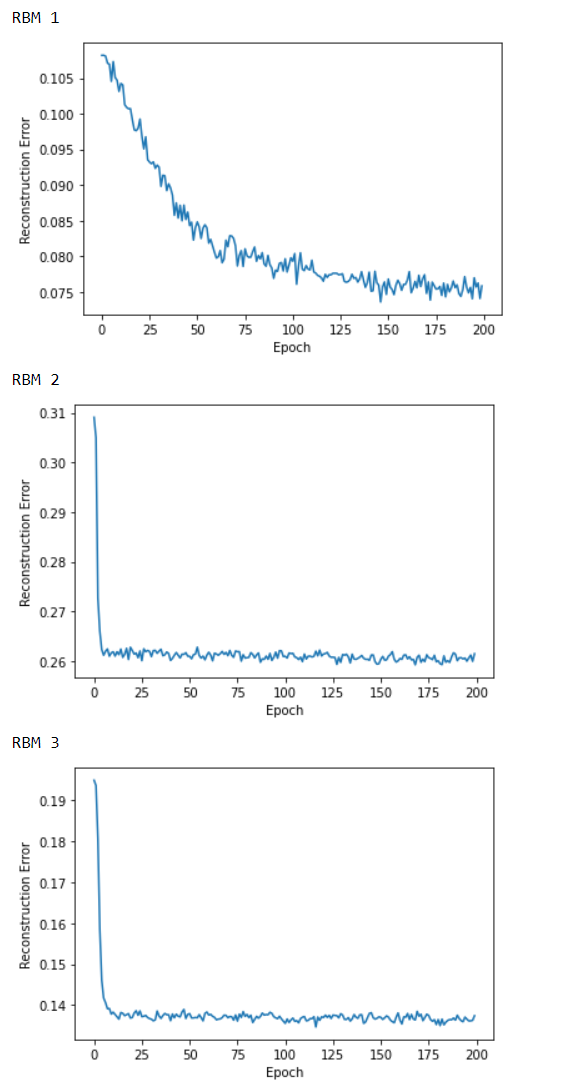 RBM 1
0.105
0.100
0.095
0.090
0.085
0.080
0.075
Reconstruction Error
0 25 50 75 100 125 150 175 200
Epoch
RBM 2
0.31
0.30
0.29
0.28
0.27
0.26
Reconstruction Error
0 25 50 75 100 125 150 175 200
Epoch
RBM 3
0.19
0.18
0.17
0.16
0.15
0.14
Reconstruction Error
0 25 50 75 100 125 150 175 200
Epoch